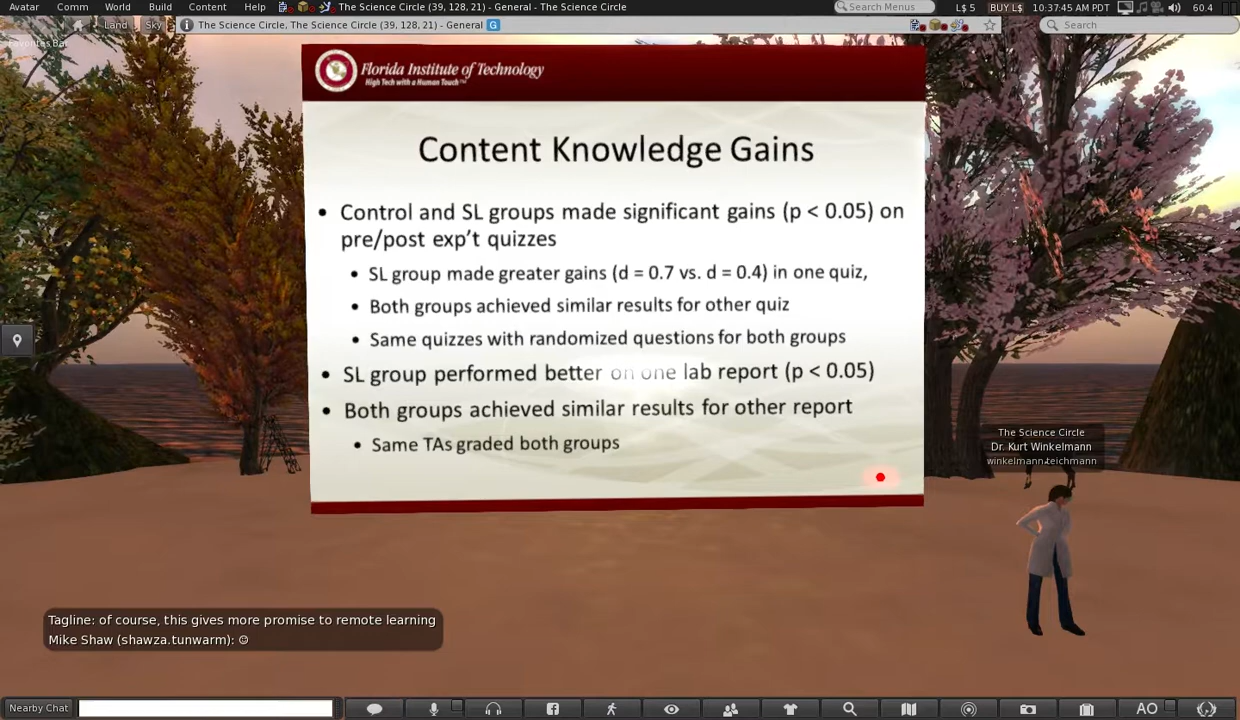 Avatar Comm World Build Content Help The Science Circle (39, 128, 21) - General - The Science Circle Search Menus L$ 5 BUY L$ 10:37:45 AM PDT 60.4
Land Sky The Science Circle, The Science Circle (39, 128, 21) - General G Search
Favorites Bar
Florida Institute of Technology
High Tech with a Human Touch™
Content Knowledge Gains
• Control and SL groups made significant gains (p < 0.05) on
pre/post exp't quizzes
• SL group made greater gains (d = 0.7 vs. d = 0.4) in one quiz,
• Both groups achieved similar results for other quiz
• Same quizzes with randomized questions for both groups
• SL group performed better on one lab report (p < 0.05)
• Both groups achieved similar results for other report
• Same TAs graded both groups
The Science Circle
Dr. Kurt Winkelmann
winkelmann.teichmann
Tagline: of course, this gives more promise to remote learning
Mike Shaw (shawza.tunwarm): ☺
Nearby Chat AO